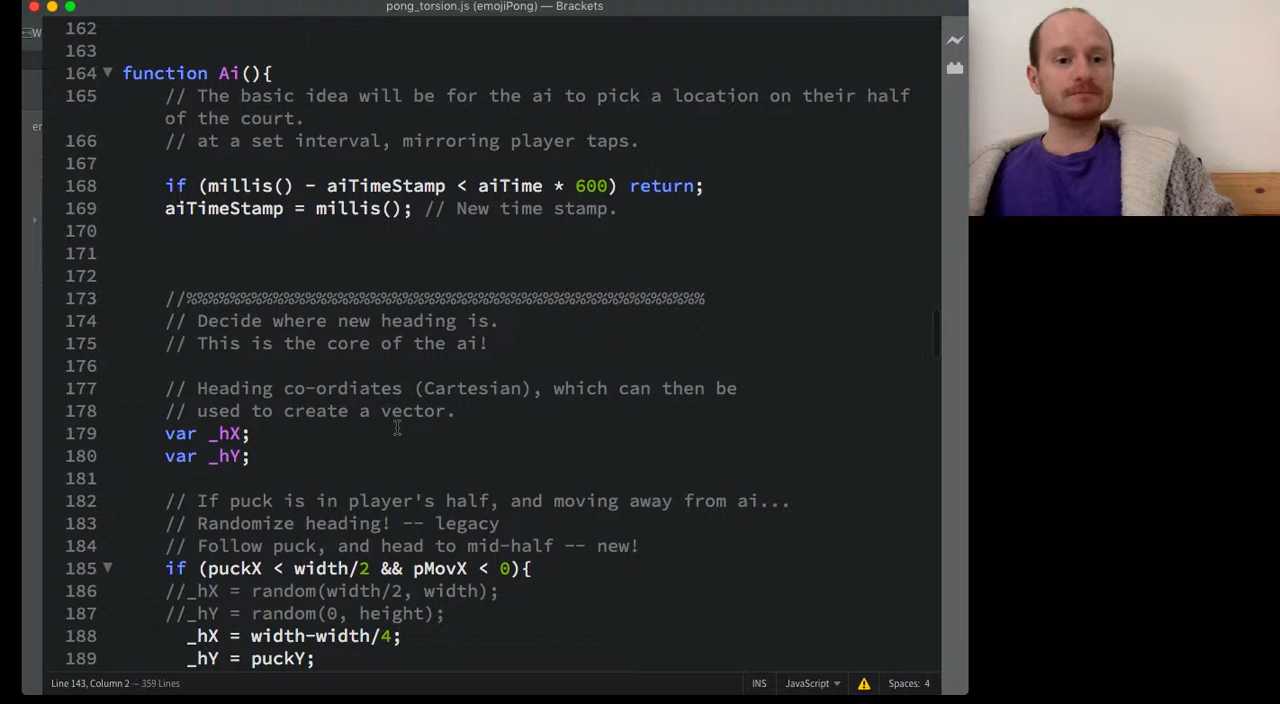 pong_torsion.js (emojiPong) — Brackets
W
er
162
163
164 ▼ function Ai(){
165 // The basic idea will be for the ai to pick a location on their half
of the court.
166 // at a set interval, mirroring player taps.
167
168 if (millis() - aiTimeStamp < aiTime * 600) return;
169 aiTimeStamp = millis(); // New time stamp.
170
171
172
173 //%%%%%%%%%%%%%%%%%%%%%%%%%%%%%%%%%%%%%%%%%%%%%%%%
174 // Decide where new heading is.
175 // This is the core of the ai!
176
177 // Heading co-ordiates (Cartesian), which can then be
178 // used to create a vector.
179 var _hX;
180 var _hY;
181
182 // If puck is in player's half, and moving away from ai...
183 // Randomize heading! -- legacy
184 // Follow puck, and head to mid-half -- new!
185 ▼ if (puckX < width/2 && pMovX < 0){
186 //_hX = random(width/2, width);
187 //_hY = random(0, height);
188 _hX = width-width/4;
189 _hY = puckY;
Line 143, Column 2 — 359 Lines
INS
JavaScript ▼
Spaces: 4